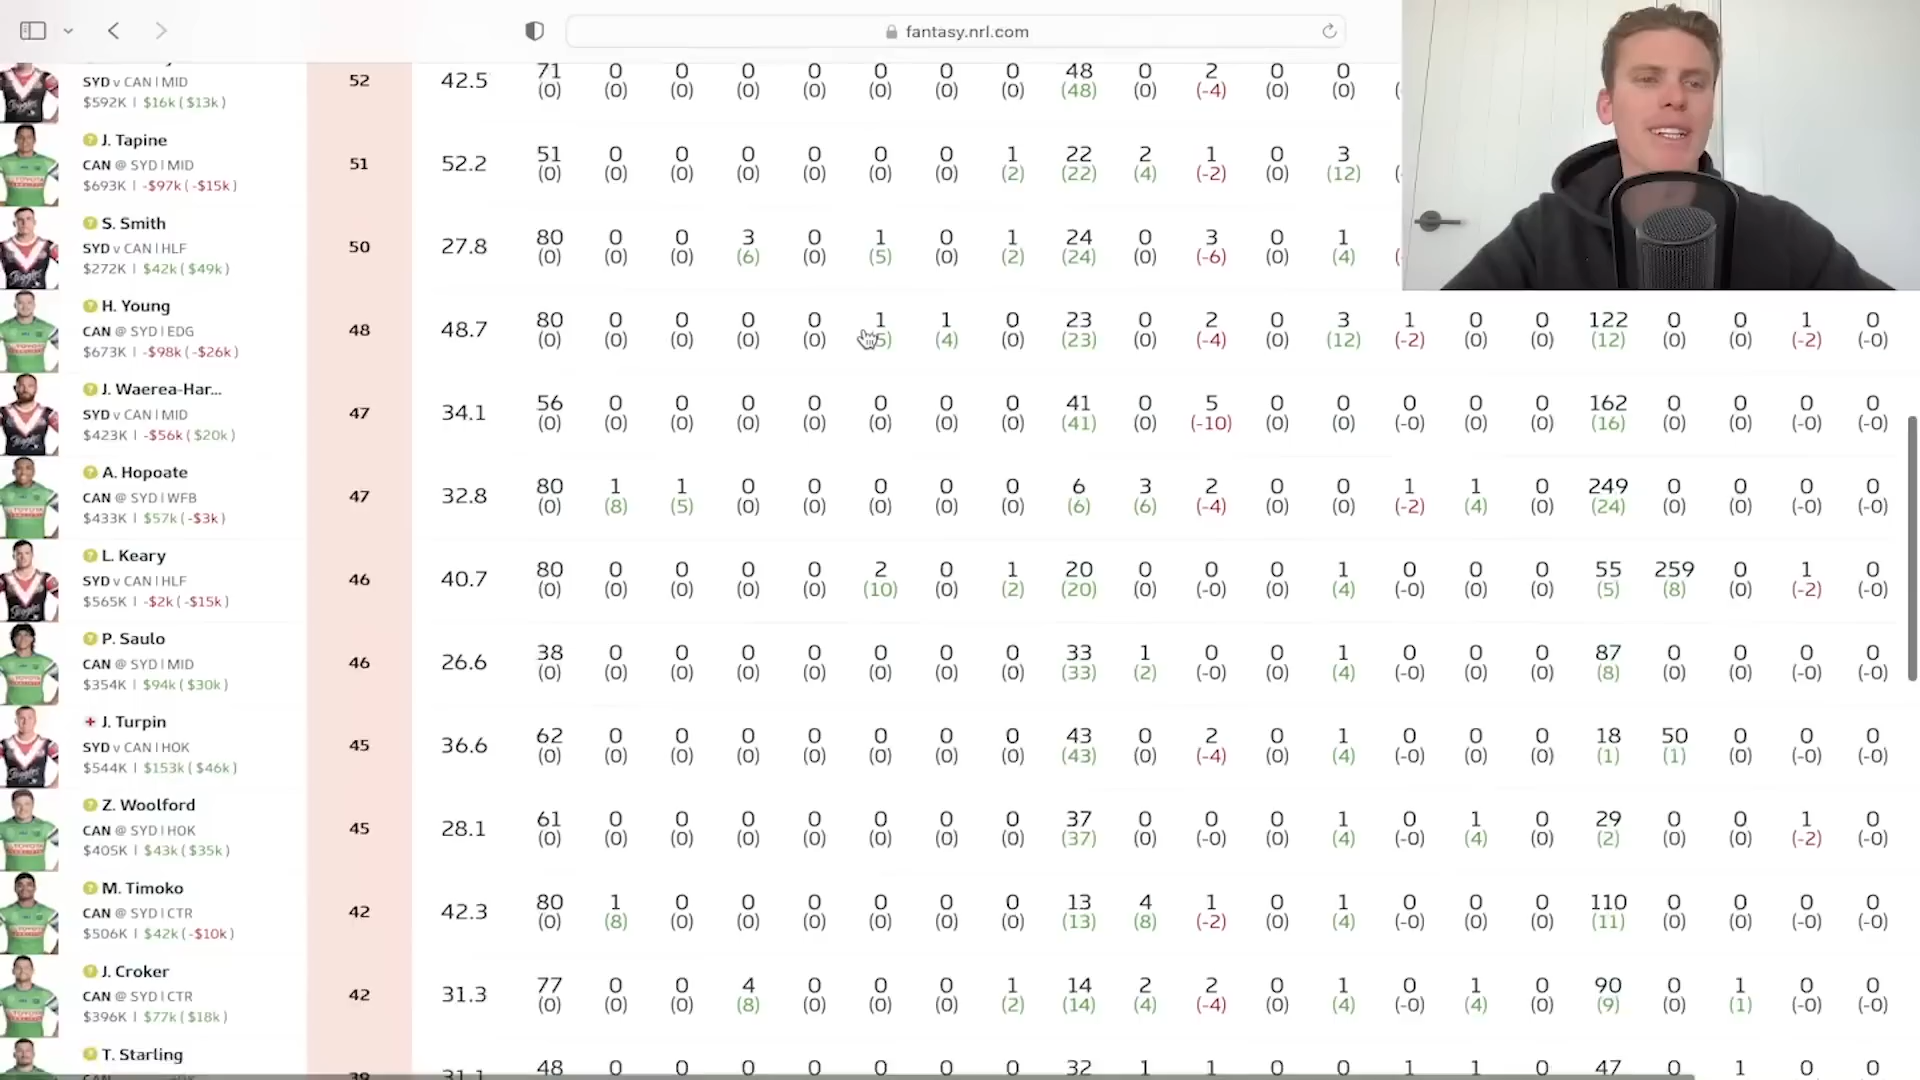 fantasy.nrl.com
SYD v CAN | MID 52 42.5 71 0 0 0 0 0 0 0 48 0 2 0 0
$592K | $16k ( $13k ) (0) (0) (0) (0) (0) (0) (0) (0) (48) (0) (-4) (0) (0)
J. Tapine
CAN @ SYD | MID 51 52.2 51 0 0 0 0 0 0 1 22 2 1 0 3
$693K | -$97k ( -$15k ) (0) (0) (0) (0) (0) (0) (0) (2) (22) (4) (-2) (0) (12)
S. Smith
SYD v CAN | HLF 50 27.8 80 0 0 3 0 1 0 1 24 0 3 0 1
$272K | $42k ( $49k ) (0) (0) (0) (6) (0) (5) (0) (2) (24) (0) (-6) (0) (4)
H. Young
CAN @ SYD | EDG 48 48.7 80 0 0 0 0 1 1 0 23 0 2 0 3 1 0 0 122 0 0 1 0
$673K | -$98k ( -$26k ) (0) (0) (0) (0) (0) 5) (4) (0) (23) (0) (-4) (0) (12) (-2) (0) (0) (12) (0) (0) (-2) (-0)
J. Waerea-Har...
SYD v CAN | MID 47 34.1 56 0 0 0 0 0 0 0 41 0 5 0 0 0 0 0 162 0 0 0 0
$423K | -$56k ( $20k ) (0) (0) (0) (0) (0) (0) (0) (0) (41) (0) (-10) (0) (0) (-0) (0) (0) (16) (0) (0) (-0) (-0)
A. Hopoate
CAN @ SYD | WFB 47 32.8 80 1 1 0 0 0 0 0 6 3 2 0 0 1 1 0 249 0 0 0 0
$433K | $57k ( -$3k ) (0) (8) (5) (0) (0) (0) (0) (0) (6) (6) (-4) (0) (0) (-2) (4) (0) (24) (0) (0) (-0) (-0)
L. Keary
SYD v CAN | HLF 46 40.7 80 0 0 0 0 2 0 1 20 0 0 0 1 0 0 0 55 259 0 1 0
$565K | -$2k ( -$15k ) (0) (0) (0) (0) (0) (10) (0) (2) (20) (0) (-0) (0) (4) (-0) (0) (0) (5) (8) (0) (-2) (-0)
P. Saulo
CAN @ SYD | MID 46 26.6 38 0 0 0 0 0 0 0 33 1 0 0 1 0 0 0 87 0 0 0 0
$354K | $94k ( $30k ) (0) (0) (0) (0) (0) (0) (0) (0) (33) (2) (-0) (0) (4) (-0) (0) (0) (8) (0) (0) (-0) (-0)
J. Turpin
SYD v CAN | HOK 45 36.6 62 0 0 0 0 0 0 0 43 0 2 0 1 0 0 0 18 50 0 0 0
$544K | $153k ( $46k ) (0) (0) (0) (0) (0) (0) (0) (0) (43) (0) (-4) (0) (4) (-0) (0) (0) (1) (1) (0) (-0) (-0)
Z. Woolford
CAN @ SYD | HOK 45 28.1 61 0 0 0 0 0 0 0 37 0 0 0 1 0 1 0 29 0 0 1 0
$405K | $43k ( $35k ) (0) (0) (0) (0) (0) (0) (0) (0) (37) (0) (-0) (0) (4) (-0) (4) (0) (2) (0) (0) (-2) (-0)
M. Timoko
CAN @ SYD | CTR 42 42.3 80 1 0 0 0 0 0 0 13 4 1 0 1 0 0 0 110 0 0 0 0
$506K | $42k ( -$10k ) (0) (8) (0) (0) (0) (0) (0) (0) (13) (8) (-2) (0) (4) (-0) (0) (0) (11) (0) (0) (-0) (-0)
J. Croker
CAN @ SYD | CTR 42 31.3 77 0 0 4 0 0 0 1 14 2 2 0 1 0 1 0 90 0 1 0 0
$396K | $77k ( $18k ) (0) (0) (0) (8) (0) (0) (0) (2) (14) (4) (-4) (0) (4) (-0) (4) (0) (9) (0) (1) (-0) (-0)
T. Starling
48 0 0 0 0 0 0 0 32 1 1 0 0 1 1 0 47 0 1 0 0